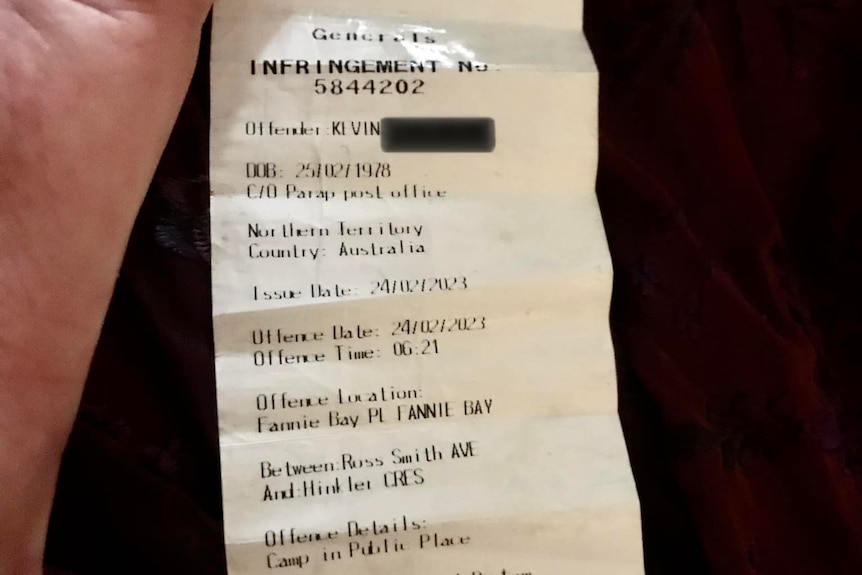 Generals
INFRINGEMENT No.
5844202
Offender:KEVIN
DOB: 25/02/1978
C/O Parap post office
Northern Territory
Country: Australia
Issue Date: 24/02/2023
Offence Date: 24/02/2023
Offence Time: 06:21
Offence Location:
Fannie Bay PL FANNIE BAY
Between:Ross Smith AVE
And:Hinkler CRES
Offence Details:
Camp in Public Place